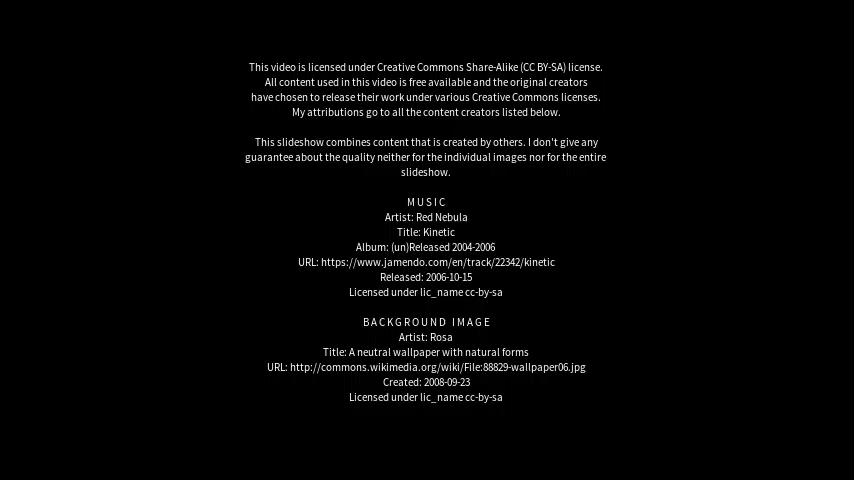 This video is licensed under Creative Commons Share-Alike (CC BY-SA) license.
All content used in this video is free available and the original creators
have chosen to release their work under various Creative Commons licenses.
My attributions go to all the content creators listed below.
This slideshow combines content that is created by others. I don't give any
guarantee about the quality neither for the individual images nor for the entire
slideshow.
MUSIC
Artist: Red Nebula
Title: Kinetic
Album: (un)Released 2004-2006
URL: https://www.jamendo.com/en/track/22342/kinetic
Released: 2006-10-15
Licensed under lic_name cc-by-sa
BACKGROUND IMAGE
Artist: Rosa
Title: A neutral wallpaper with natural forms
URL: http://commons.wikimedia.org/wiki/File:88829-wallpaper06.jpg
Created: 2008-09-23
Licensed under lic_name cc-by-sa